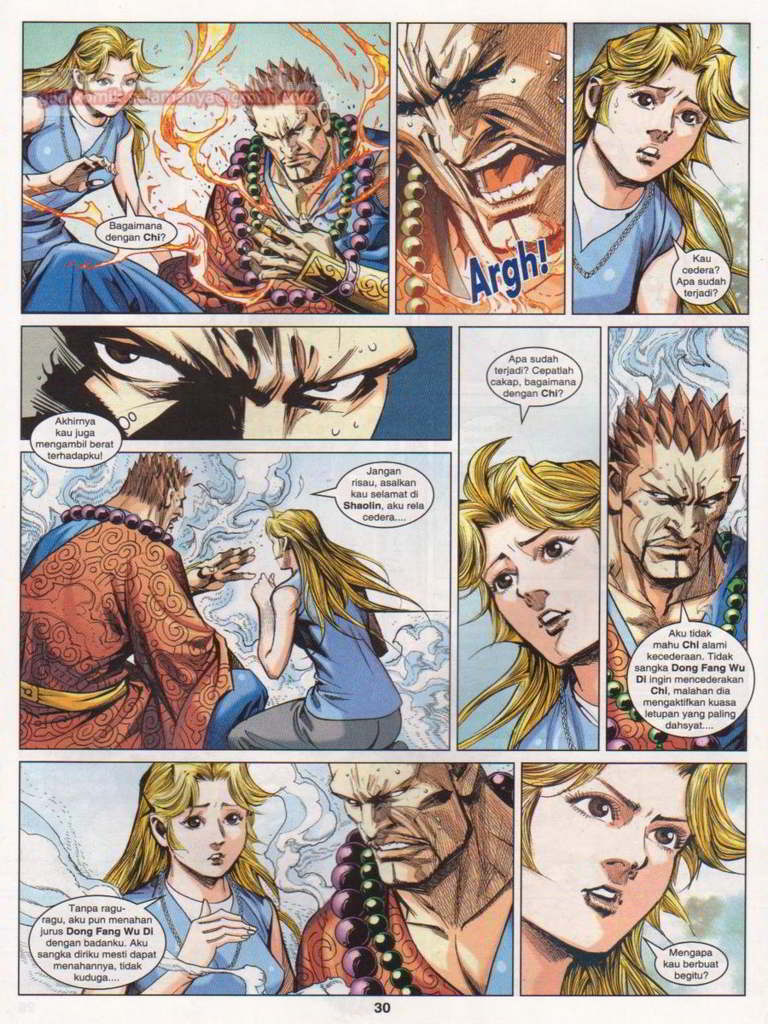 Bagaimana
dengan Chi?
Argh!
Kau
cedera?
Apa sudah
terjadi?
Akhirnya
kau juga
mengambil berat
terhadapku!
Jangan
risau, asalkan
kau selamat di
Shaolin, aku rela
cedera....
Apa sudah
terjadi? Cepatlah
cakap, bagaimana
dengan Chi?
Aku tidak
mahu Chi alami
kecederaan. Tidak
sangka Dong Fang Wu
Di ingin mencederakan
Chi, malahan dia
mengaktifkan kuasa
letupan yang paling
dahsyat....
Tanpa ragu-
ragu, aku pun menahan
jurus Dong Fang Wu Di
dengan badanku. Aku
sangka diriku mesti dapat
menahannya, tidak
kuduga....
Mengapa
kau berbuat
begitu?
30